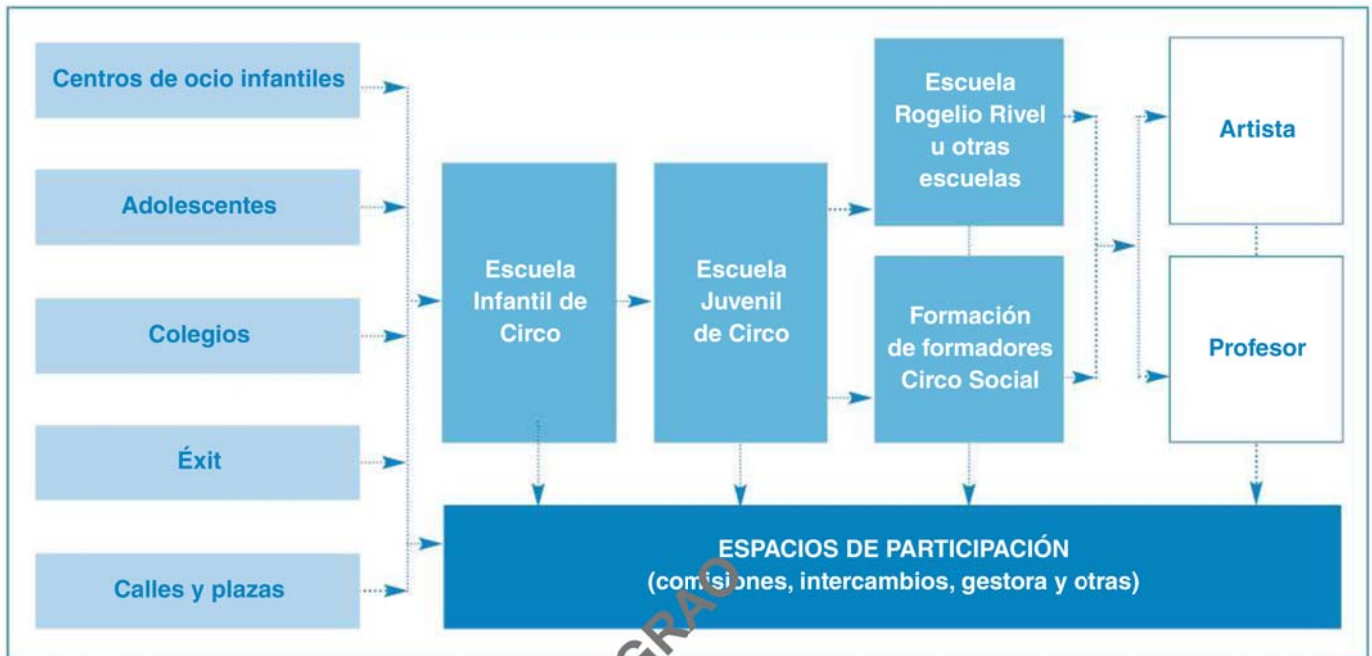 Centros de ocio infantiles
Adolescentes
Colegios
Éxit
Calles y plazas
Escuela
Infantil de
Circo
Escuela
Juvenil
de Circo
Escuela
Rogelio Rivel
u otras
escuelas
Formación
de formadores
Circo Social
Artista
Profesor
ESPACIOS DE PARTICIPACIÓN
(comisiones, intercambios, gestora y otras)
GRAO